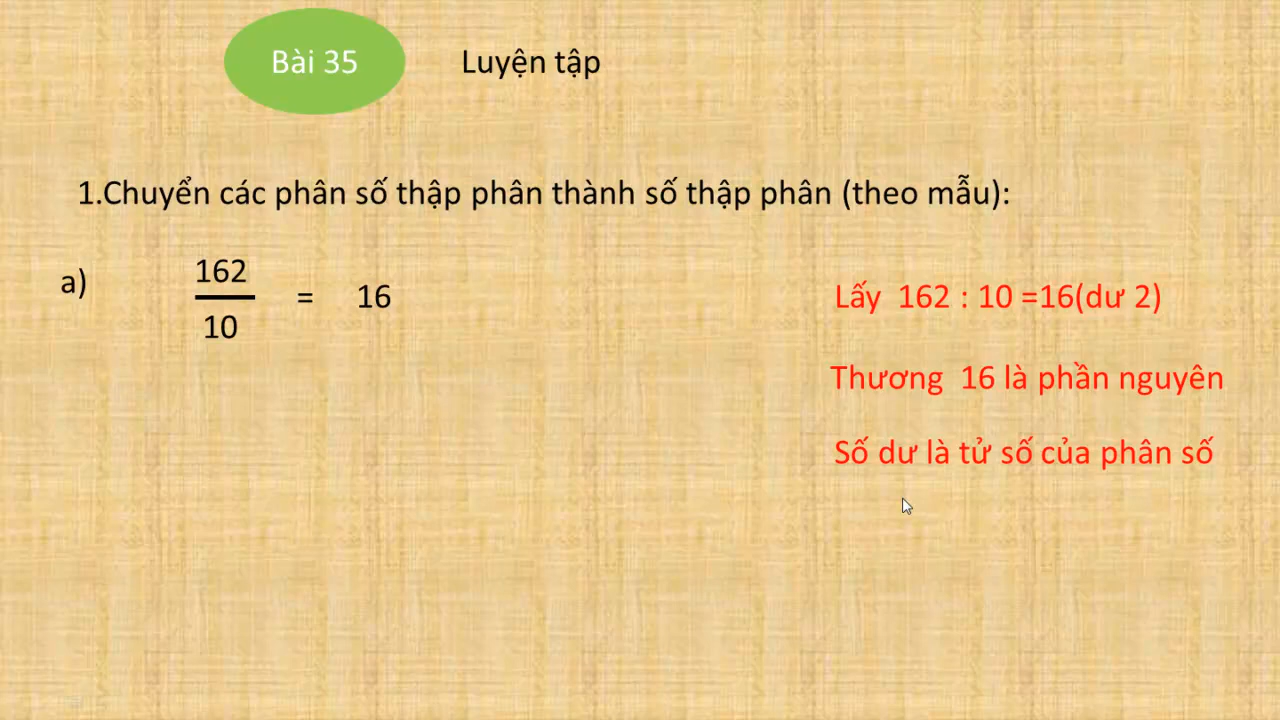 Bài 35
Luyện tập
1.Chuyển các phân số thập phân thành số thập phân (theo mẫu):
a)
162
10
= 16
Lấy 162 : 10 =16(dư 2)
Thương 16 là phần nguyên
Số dư là tử số của phân số